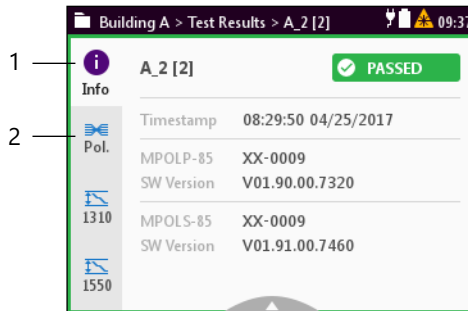 Building A > Test Results > A_2 [2] 09:37
1
Info
A_2 [2] PASSED
2
Pol.
Timestamp 08:29:50 04/25/2017
MPOLP-85 XX-0009
SW Version V01.90.00.7320
1310
MPOLS-85 XX-0009
SW Version V01.91.00.7460
1550